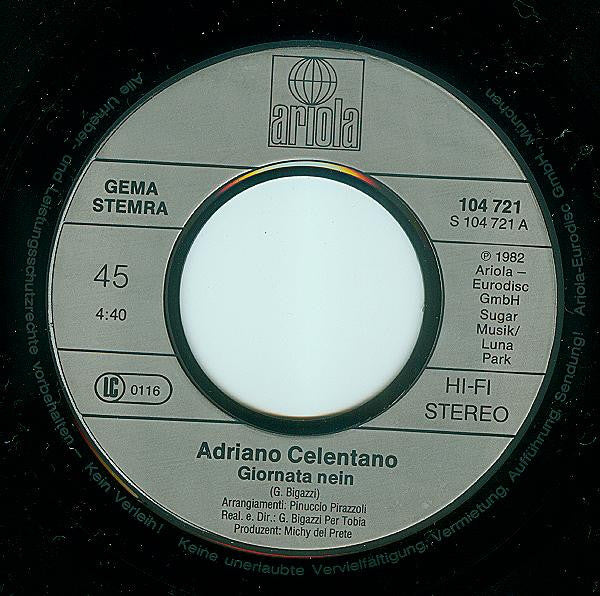 ariola
GEMA
STEMRA
104 721
S 104 721 A
45
4:40
℗ 1982
Ariola –
Eurodisc
GmbH
Sugar
Musik/
Luna
Park
LC 0116
HI-FI
STEREO
Adriano Celentano
Giornata nein
(G. Bigazzi)
Arrangiamenti: Pinuccio Pirazzoli
Real. e Dir.: G. Bigazzi Per Tobia
Produzent: Michy del Prete
Alle Urheber- und Leistungsschutzrechte vorbehalten. Kein Verleih! Keine unerlaubte Vervielfältigung, Vermietung, Aufführung, Sendung! Ariola-Eurodisc GmbH, München